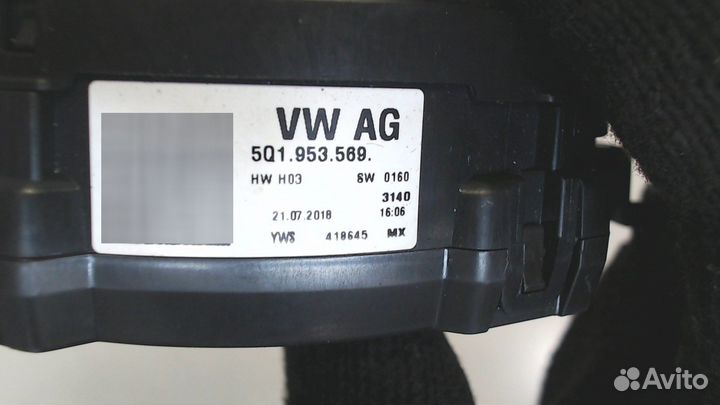 VW AG
5Q1.953.569.
HW H03 SW 0160
3140
21.07.2018 16:06
YWS 418645 MX
Avito